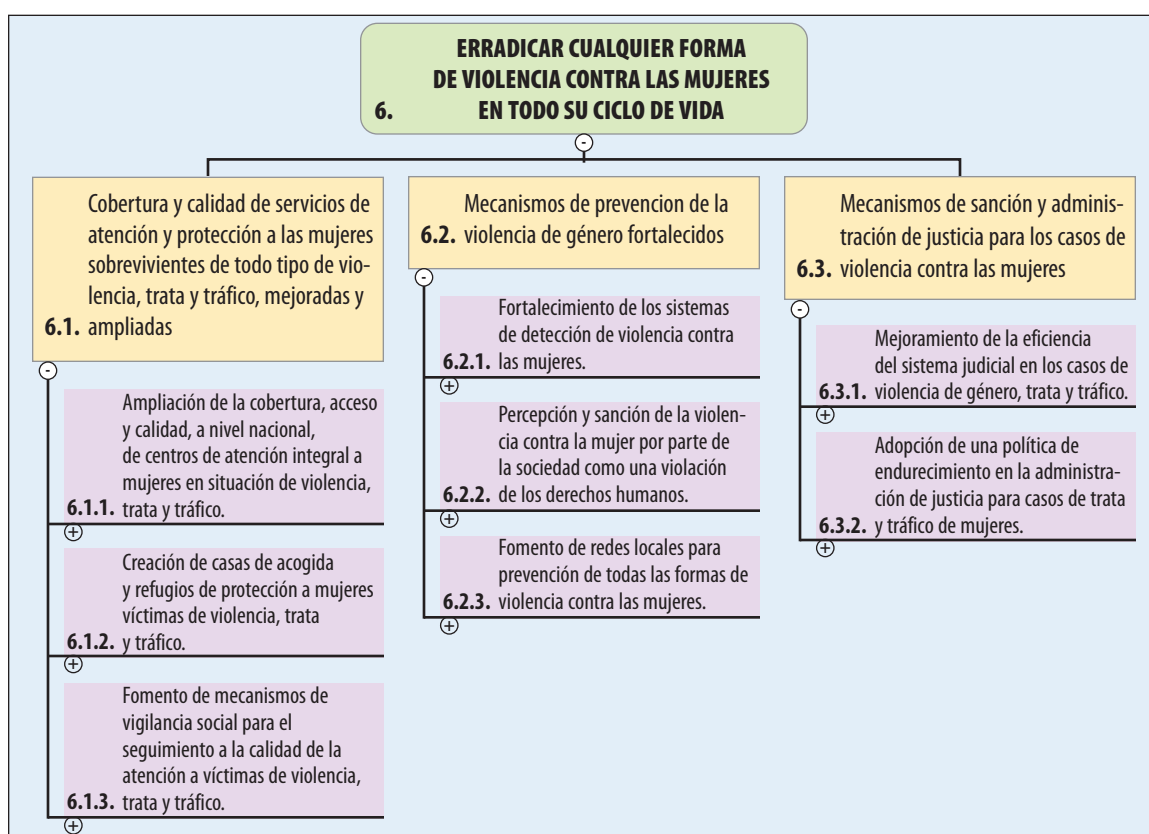 ERRADICAR CUALQUIER FORMA
DE VIOLENCIA CONTRA LAS MUJERES
6. EN TODO SU CICLO DE VIDA
Cobertura y calidad de servicios de
atención y protección a las mujeres
sobrevivientes de todo tipo de vio-
lencia, trata y tráfico, mejoradas y
6.1. ampliadas
Ampliación de la cobertura, acceso
y calidad, a nivel nacional,
de centros de atención integral a
mujeres en situación de violencia,
6.1.1. trata y tráfico.
Creación de casas de acogida
y refugios de protección a mujeres
víctimas de violencia, trata
6.1.2. y tráfico.
Fomento de mecanismos de
vigilancia social para el
seguimiento a la calidad de la
atención a víctimas de violencia,
6.1.3. trata y tráfico.
Mecanismos de prevencion de la
6.2. violencia de género fortalecidos
Fortalecimiento de los sistemas
de detección de violencia contra
6.2.1. las mujeres.
Percepción y sanción de la violen-
cia contra la mujer por parte de
la sociedad como una violación
6.2.2. de los derechos humanos.
Fomento de redes locales para
prevención de todas las formas de
6.2.3. violencia contra las mujeres.
Mecanismos de sanción y adminis-
tración de justicia para los casos de
6.3. violencia contra las mujeres
Mejoramiento de la eficiencia
del sistema judicial en los casos de
6.3.1. violencia de género, trata y tráfico.
Adopción de una política de
endurecimiento en la administra-
ción de justicia para casos de trata
6.3.2. y tráfico de mujeres.